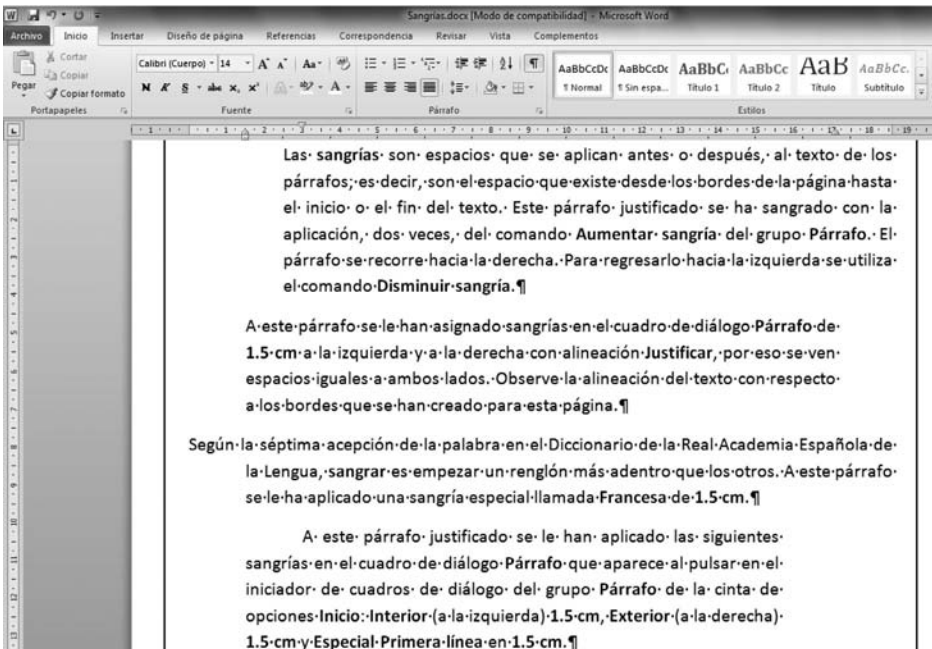 Sangrías.docx [Modo de compatibilidad] - Microsoft Word
Archivo Inicio Insertar Diseño de página Referencias Correspondencia Revisar Vista Complementos
Cortar
Copiar
Copiar formato
Pegar
Portapapeles
Calibri (Cuerpo) 14
Fuente
Párrafo
AaBbCcDc AaBbCcDc AaBbC AaBbCc AaB AaBbCc.
¶ Normal ¶ Sin espa... Título 1 Título 2 Título Subtítulo
Estilos
Las sangrías son espacios que se aplican antes o después, al texto de los
párrafos; es decir, son el espacio que existe desde los bordes de la página hasta
el inicio o el fin del texto. Este párrafo justificado se ha sangrado con la
aplicación, dos veces, del comando Aumentar sangría del grupo Párrafo. El
párrafo se recorre hacia la derecha. Para regresarlo hacia la izquierda se utiliza
el comando Disminuir sangría.¶
A este párrafo se le han asignado sangrías en el cuadro de diálogo Párrafo de
1.5 cm a la izquierda y a la derecha con alineación Justificar, por eso se ven
espacios iguales a ambos lados. Observe la alineación del texto con respecto
a los bordes que se han creado para esta página.¶
Según la séptima acepción de la palabra en el Diccionario de la Real Academia Española de
la Lengua, sangrar es empezar un renglón más adentro que los otros. A este párrafo
se le ha aplicado una sangría especial llamada Francesa de 1.5 cm.¶
A este párrafo justificado se le han aplicado las siguientes
sangrías en el cuadro de diálogo Párrafo que aparece al pulsar en el
iniciador de cuadros de diálogo del grupo Párrafo de la cinta de
opciones Inicio: Interior (a la izquierda) 1.5 cm, Exterior (a la derecha)
1.5 cm y Especial Primera línea en 1.5 cm.¶